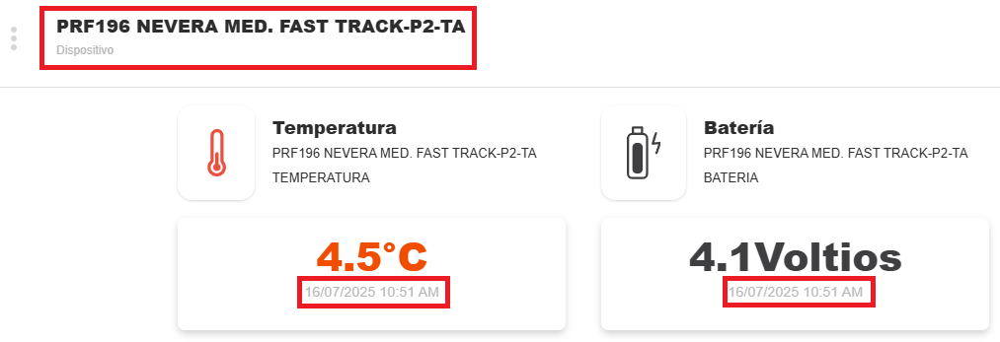 PRF196 NEVERA MED. FAST TRACK-P2-TA
Dispositivo
Temperatura
PRF196 NEVERA MED. FAST TRACK-P2-TA
TEMPERATURA
Batería
PRF196 NEVERA MED. FAST TRACK-P2-TA
BATERIA
4.5°C
16/07/2025 10:51 AM
4.1Voltios
16/07/2025 10:51 AM